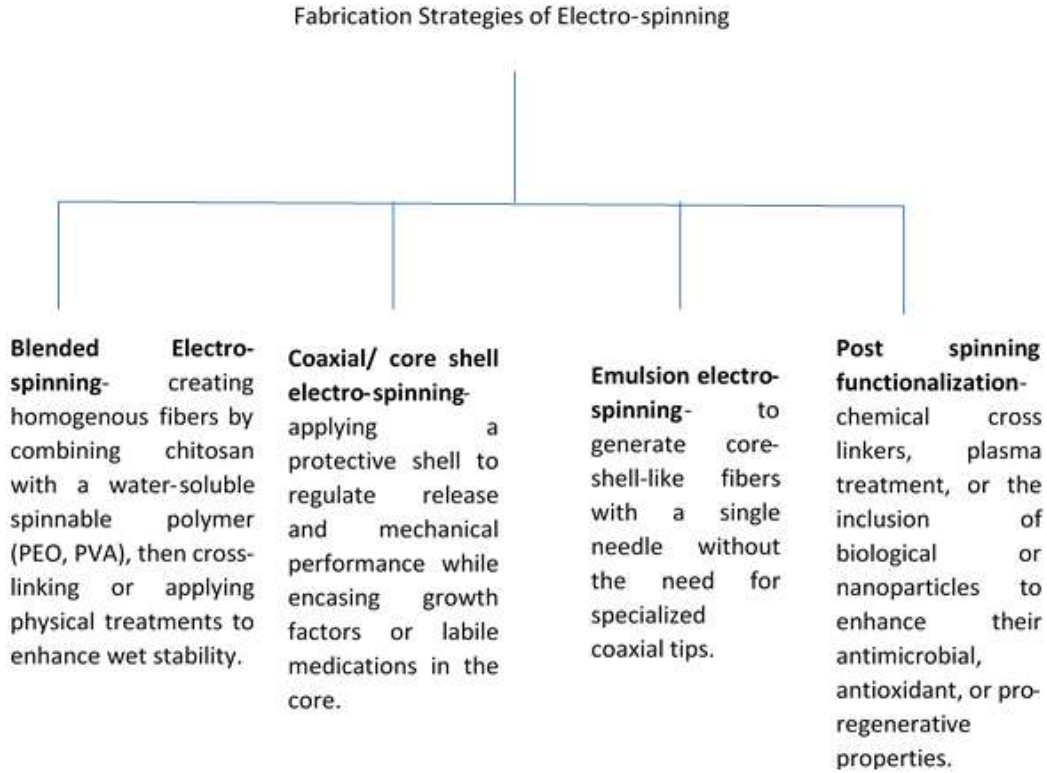 Fabrication Strategies of Electro-spinning
Blended Electro-
spinning- creating
homogenous fibers by
combining chitosan
with a water-soluble
spinnable polymer
(PEO, PVA), then cross-
linking or applying
physical treatments to
enhance wet stability.
Coaxial/ core shell
electro-spinning-
applying a
protective shell to
regulate release
and mechanical
performance while
encasing growth
factors or labile
medications in the
core.
Emulsion electro-
spinning- to
generate core-
shell-like fibers
with a single
needle without
the need for
specialized
coaxial tips.
Post spinning
functionalization-
chemical cross
linkers, plasma
treatment, or the
inclusion of
biological or
nanoparticles to
enhance their
antimicrobial,
antioxidant, or pro-
regenerative
properties.